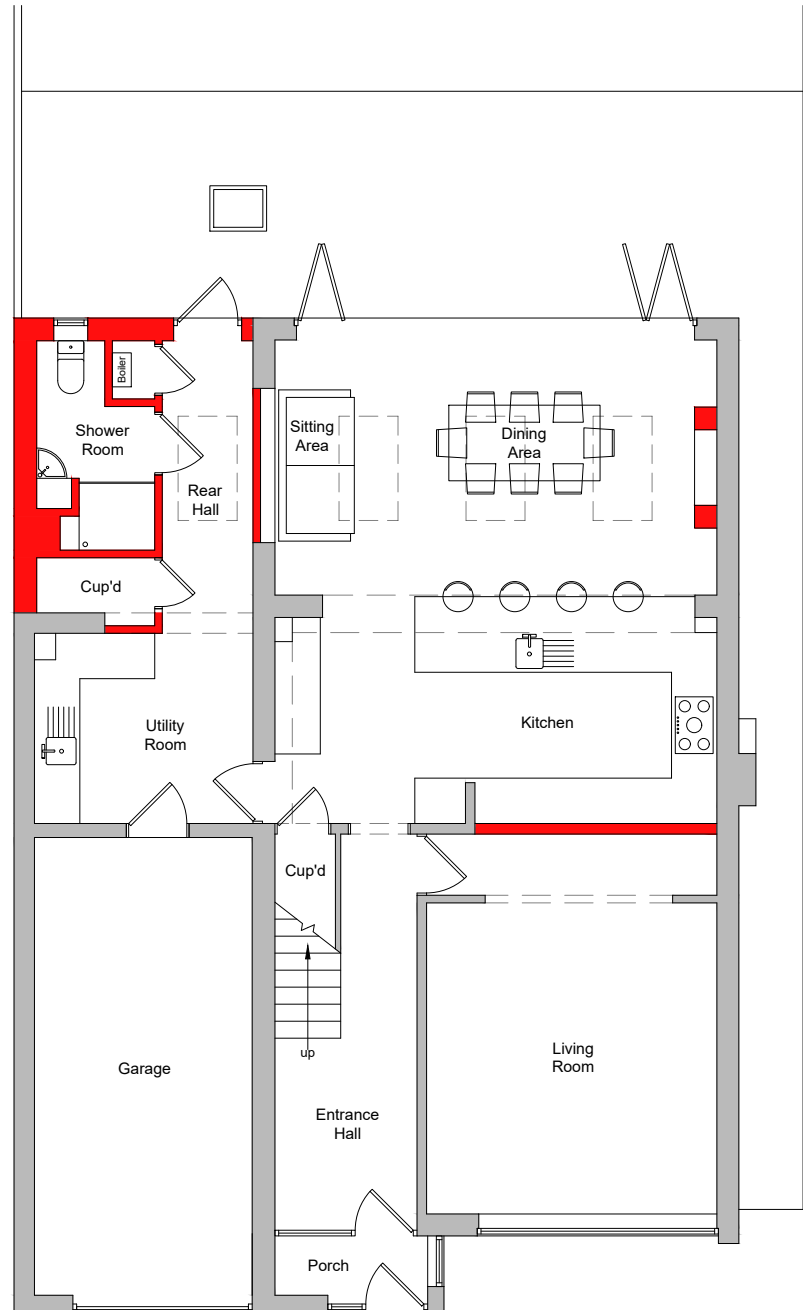 Boiler
Shower
Room
Sitting
Area
Dining
Area
Rear
Hall
Cup'd
Utility
Room
Kitchen
Cup'd
up
Garage
Living
Room
Entrance
Hall
Porch